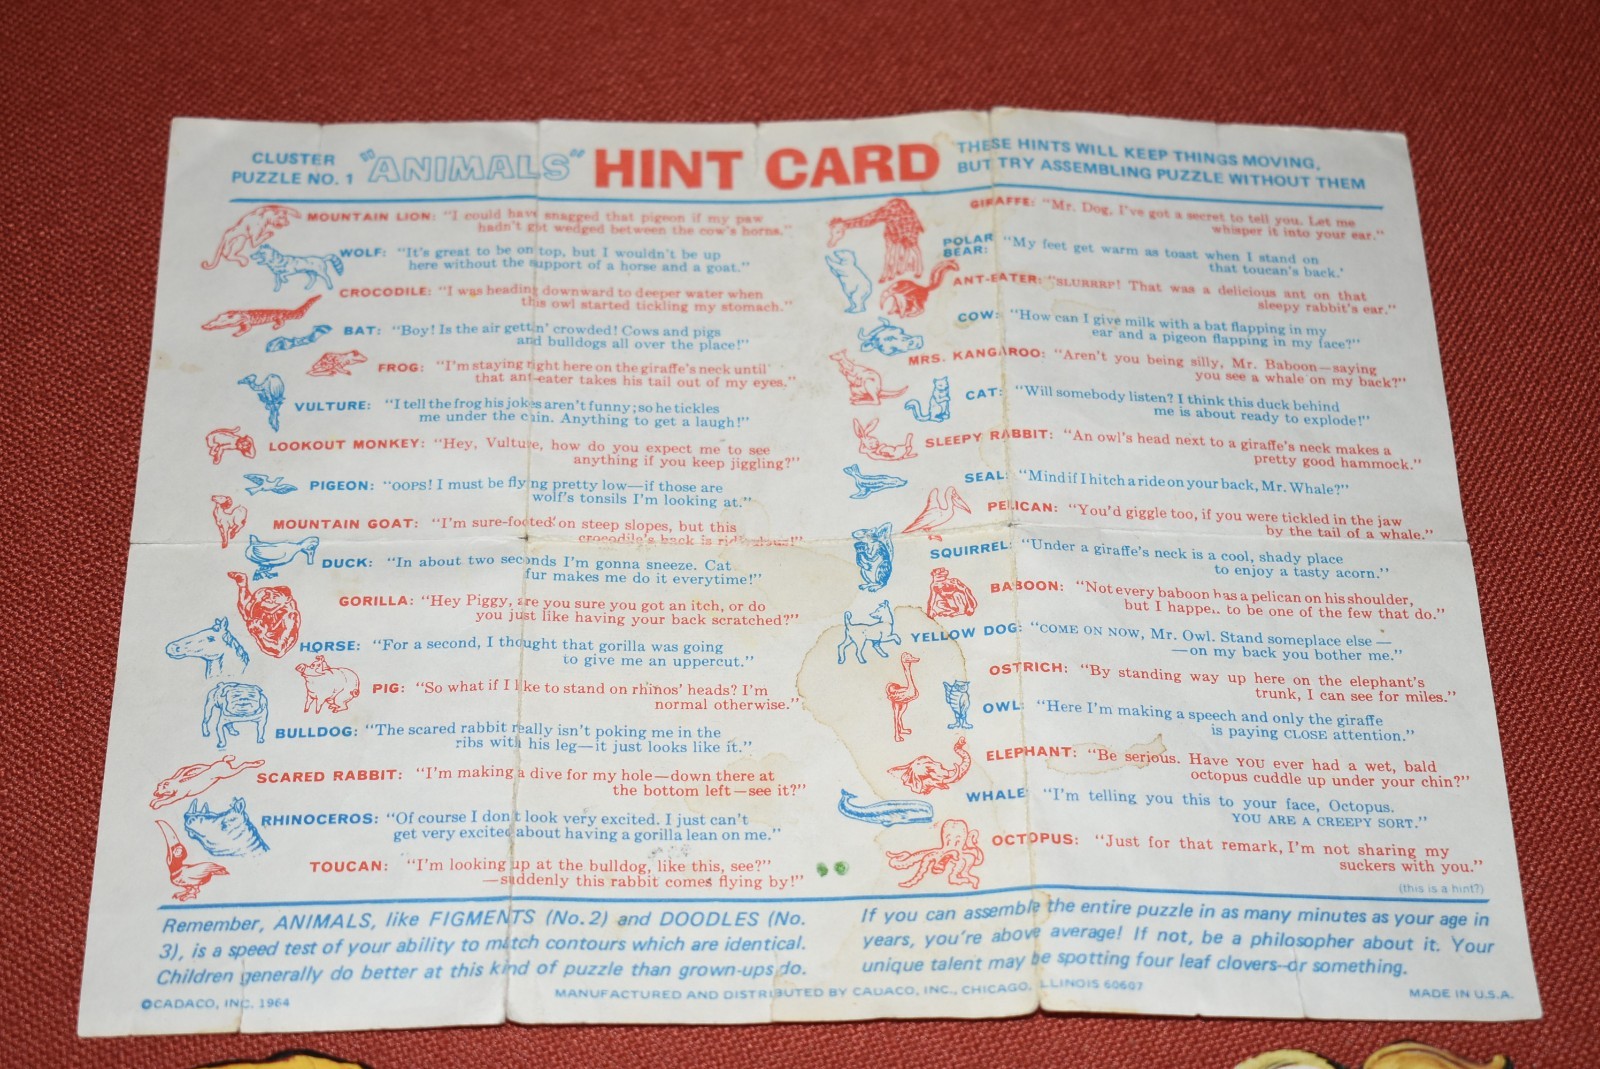 CLUSTER
PUZZLE NO. 1
"ANIMALS"
HINT CARD
THESE HINTS WILL KEEP THINGS MOVING,
BUT TRY ASSEMBLING PUZZLE WITHOUT THEM
MOUNTAIN LION: "I could have snagged that pigeon if my paw
hadn't got wedged between the cow's horns."
WOLF: "It's great to be on top, but I wouldn't be up
here without the support of a horse and a goat."
CROCODILE: "I was heading downward to deeper water when
this owl started tickling my stomach."
BAT: "Boy! Is the air gettn' crowded! Cows and pigs
and bulldogs all over the place!"
FROG: "I'm staying right here on the giraffe's neck until
that ant-eater takes his tail out of my eyes."
VULTURE: "I tell the frog his jokes aren't funny; so he tickles
me under the chin. Anything to get a laugh!"
LOOKOUT MONKEY: "Hey, Vulture, how do you expect me to see
anything if you keep jiggling?"
PIGEON: "OOPS! I must be flying pretty low—if those are
wolf's tonsils I'm looking at."
MOUNTAIN GOAT: "I'm sure-footed on steep slopes, but this
crocodile's back is ridiculous!"
DUCK: "In about two seconds I'm gonna sneeze. Cat
fur makes me do it everytime!"
GORILLA: "Hey Piggy, are you sure you got an itch, or do
you just like having your back scratched?"
HORSE: "For a second, I thought that gorilla was going
to give me an uppercut."
PIG: "So what if I like to stand on rhinos' heads? I'm
normal otherwise."
BULLDOG: "The scared rabbit really isn't poking me in the
ribs with his leg—it just looks like it."
SCARED RABBIT: "I'm making a dive for my hole—down there at
the bottom left—see it?"
RHINOCEROS: "Of course I don't look very excited. I just can't
get very excited about having a gorilla lean on me."
TOUCAN: "I'm looking up at the bulldog, like this, see?"
—suddenly this rabbit comes flying by!"
GIRAFFE: "Mr. Dog, I've got a secret to tell you. Let me
whisper it into your ear."
POLAR BEAR: "My feet get warm as toast when I stand on
that toucan's back.'
ANT-EATER: "SLURRRP! That was a delicious ant on that
sleepy rabbit's ear."
COW: "How can I give milk with a bat flapping in my
ear and a pigeon flapping in my face?"
MRS. KANGAROO: "Aren't you being silly, Mr. Baboon—saying
you see a whale on my back?"
CAT: "Will somebody listen? I think this duck behind
me is about ready to explode!"
SLEEPY RABBIT: "An owl's head next to a giraffe's neck makes a
pretty good hammock."
SEAL: "Mind if I hitch a ride on your back, Mr. Whale?"
PELICAN: "You'd giggle too, if you were tickled in the jaw
by the tail of a whale."
SQUIRREL: "Under a giraffe's neck is a cool, shady place
to enjoy a tasty acorn."
BABOON: "Not every baboon has a pelican on his shoulder,
but I happen to be one of the few that do."
YELLOW DOG: "COME ON NOW, Mr. Owl. Stand someplace else—
—on my back you bother me."
OSTRICH: "By standing way up here on the elephant's
trunk, I can see for miles."
OWL: "Here I'm making a speech and only the giraffe
is paying CLOSE attention."
ELEPHANT: "Be serious. Have YOU ever had a wet, bald
octopus cuddle up under your chin?"
WHALE: "I'm telling you this to your face, Octopus.
YOU ARE A CREEPY SORT."
OCTOPUS: "Just for that remark, I'm not sharing my
suckers with you."
(this is a hint?)
Remember, ANIMALS, like FIGMENTS (No. 2) and DOODLES (No.
3), is a speed test of your ability to match contours which are identical.
Children generally do better at this kind of puzzle than grown-ups do.
If you can assemble the entire puzzle in as many minutes as your age in
years, you're above average! If not, be a philosopher about it. Your
unique talent may be spotting four leaf clovers—or something.
©CADACO, INC. 1964
MANUFACTURED AND DISTRIBUTED BY CADACO, INC., CHICAGO, ILLINOIS 60607
MADE IN U.S.A.